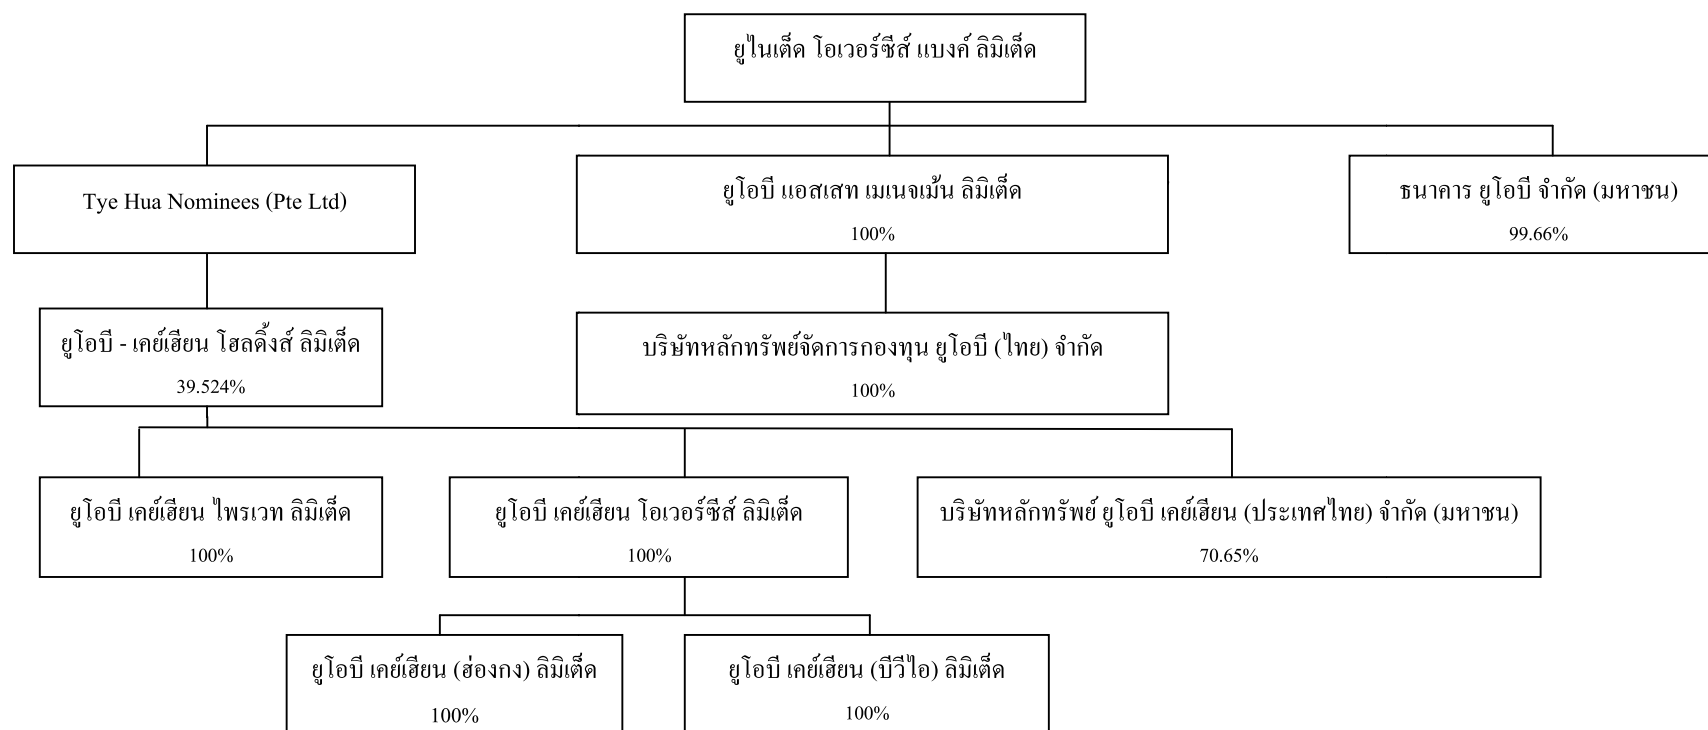 ยูไนเต็ด โอเวอร์ซีส์ แบงค์ ลิมิเต็ด
Tye Hua Nominees (Pte Ltd)
ยูโอบี แอสเสท เมเนจเม้น ลิมิเต็ด
100%
ธนาคาร ยูโอบี จำกัด (มหาชน)
99.66%
ยูโอบี - เคย์เฮียน โฮลดิ้งส์ ลิมิเต็ด
39.524%
บริษัทหลักทรัพย์จัดการกองทุน ยูโอบี (ไทย) จำกัด
100%
ยูโอบี เคย์เฮียน ไพรเวท ลิมิเต็ด
100%
ยูโอบี เคย์เฮียน โอเวอร์ซีส์ ลิมิเต็ด
100%
บริษัทหลักทรัพย์ ยูโอบี เคย์เฮียน (ประเทศไทย) จำกัด (มหาชน)
70.65%
ยูโอบี เคย์เฮียน (ฮ่องกง) ลิมิเต็ด
100%
ยูโอบี เคย์เฮียน (บีวีไอ) ลิมิเต็ด
100%